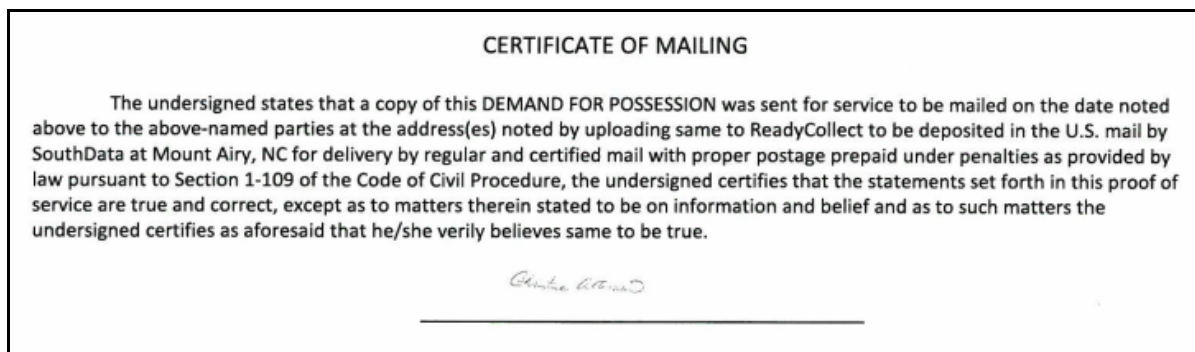 CERTIFICATE OF MAILING
The undersigned states that a copy of this DEMAND FOR POSSESSION was sent for service to be mailed on the date noted
above to the above-named parties at the address(es) noted by uploading same to ReadyCollect to be deposited in the U.S. mail by
SouthData at Mount Airy, NC for delivery by regular and certified mail with proper postage prepaid under penalties as provided by
law pursuant to Section 1-109 of the Code of Civil Procedure, the undersigned certifies that the statements set forth in this proof of
service are true and correct, except as to matters therein stated to be on information and belief and as to such matters the
undersigned certifies as aforesaid that he/she verily believes same to be true.